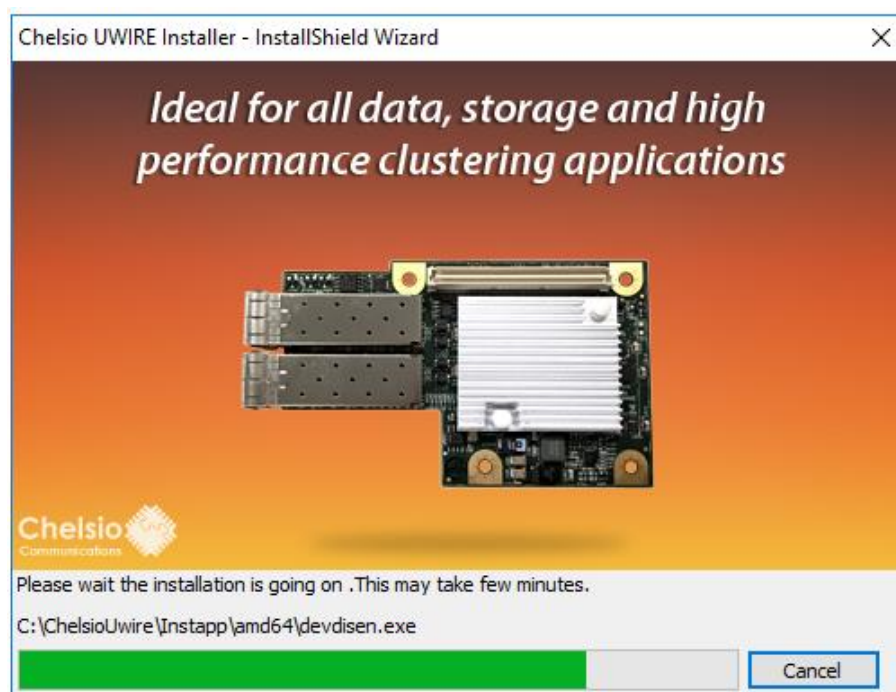 Chelsio UWIRE Installer - InstallShield Wizard
Ideal for all data, storage and high
performance clustering applications
Chelsio
Communications
Please wait the installation is going on .This may take few minutes.
C:\ChelsioUwire\Instapp\amd64\devdisen.exe
Cancel